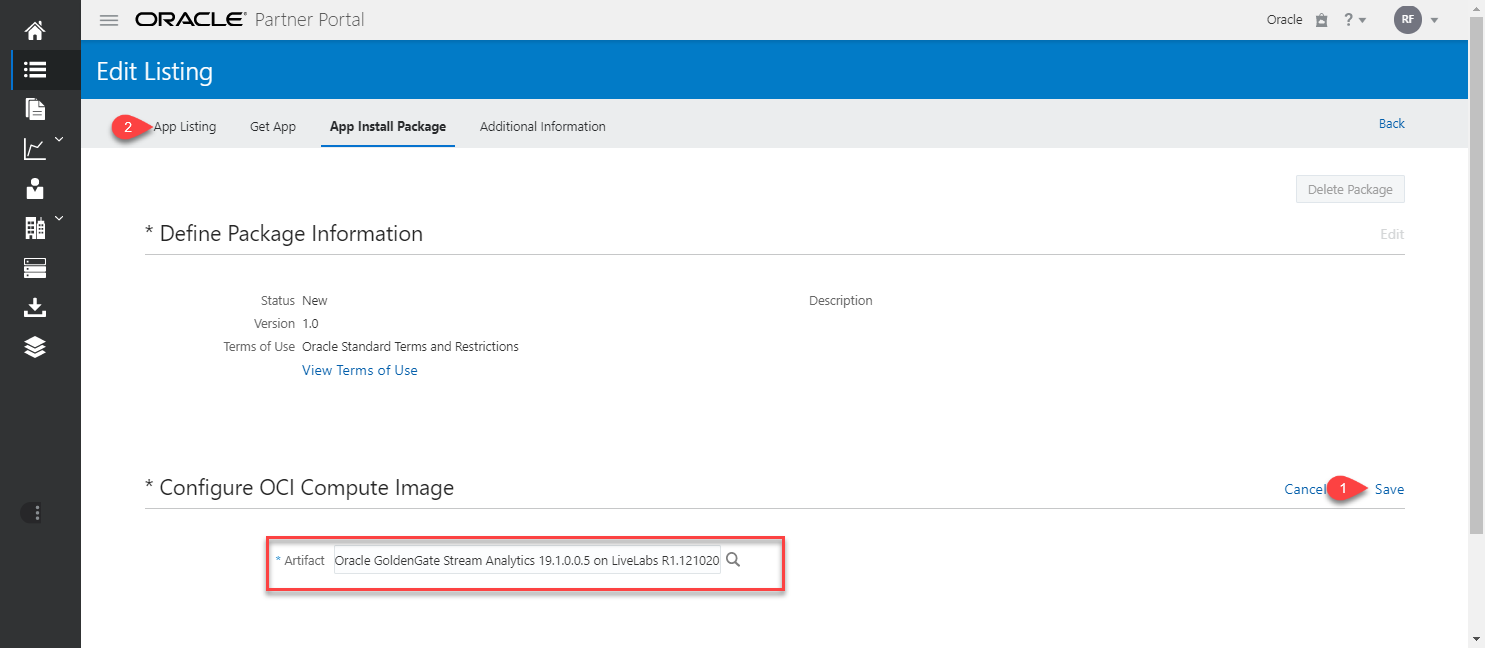 ORACLE® Partner Portal
Oracle
?
RF
Edit Listing
2
App Listing
Get App
App Install Package
Additional Information
Back
Delete Package
* Define Package Information
Edit
Status New
Description
Version 1.0
Terms of Use Oracle Standard Terms and Restrictions
View Terms of Use
* Configure OCI Compute Image
Cancel
1
Save
* Artifact Oracle GoldenGate Stream Analytics 19.1.0.0.5 on LiveLabs R1.121020